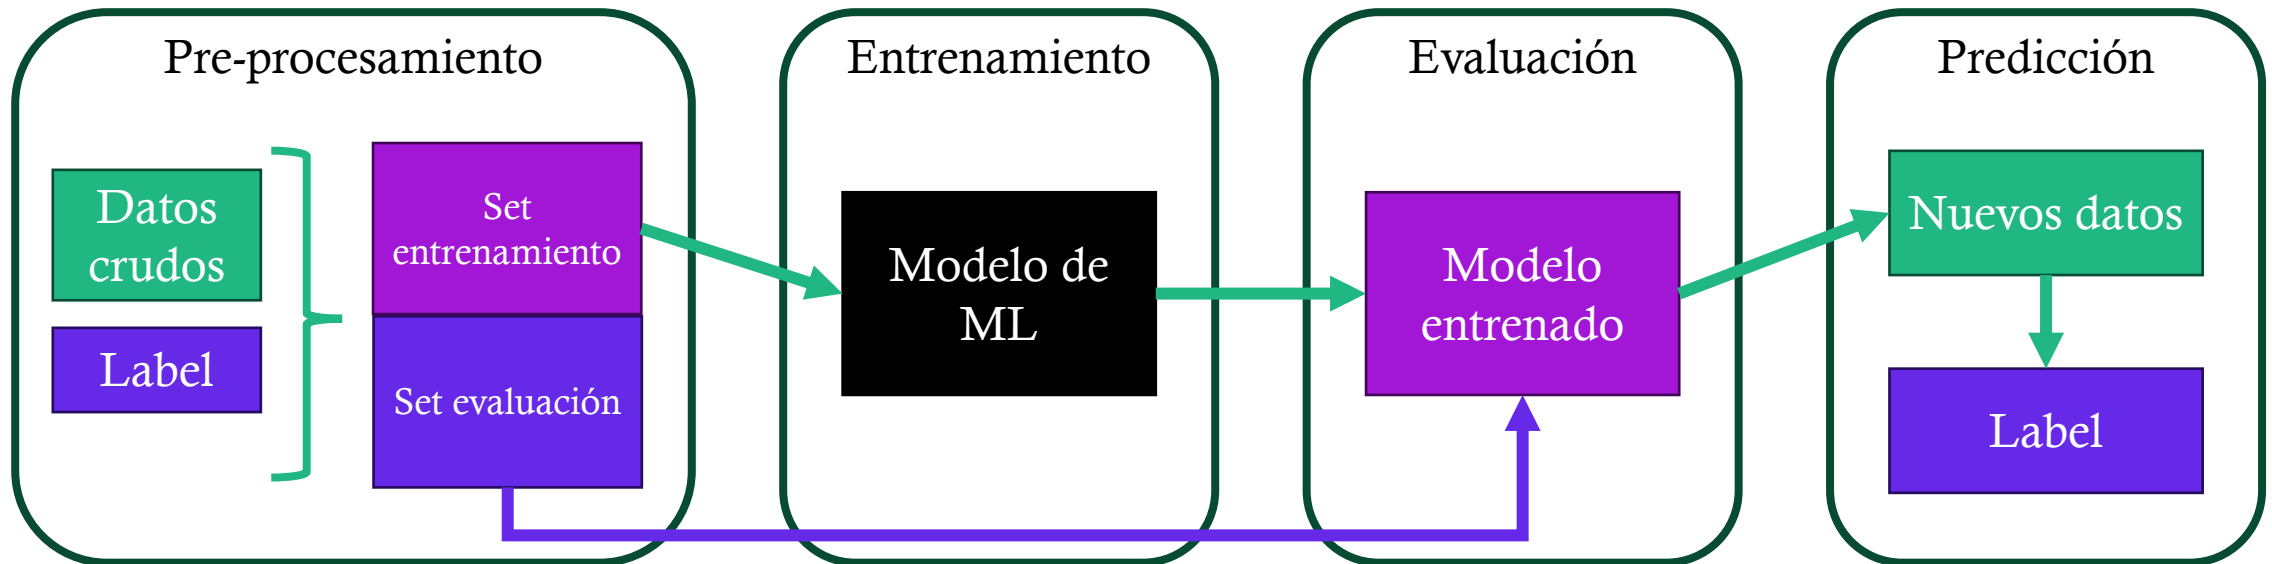 Pre-procesamiento
Datos
crudos
Label
Set
entrenamiento
Set evaluación
Entrenamiento
Modelo de
ML
Evaluación
Modelo
entrenado
Predicción
Nuevos datos
Label